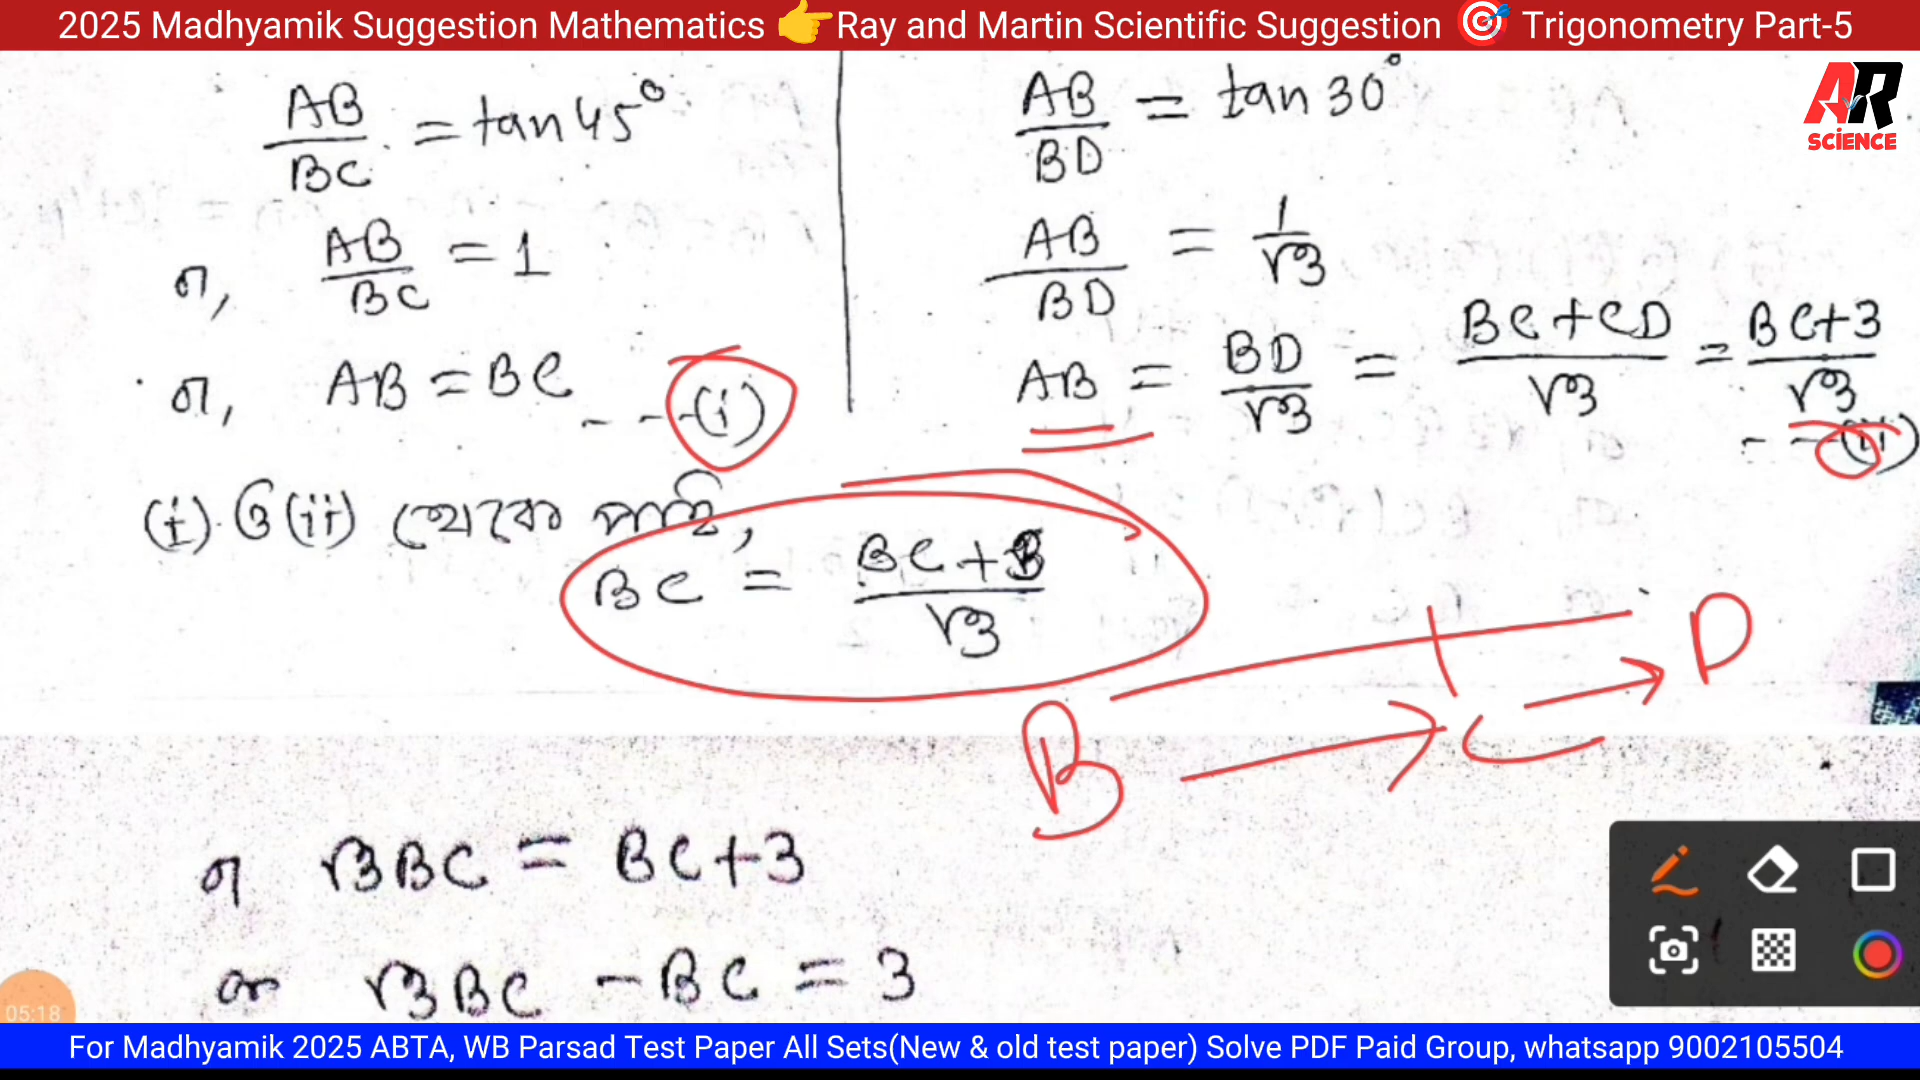 2025 Madhyamik Suggestion Mathematics 👉Ray and Martin Scientific Suggestion 🎯 Trigonometry Part-5
AR
SCIENCE
AB/BC = tan 45°
বা, AB/BC = 1
বা, AB = BC - - - (i)
AB/BD = tan 30°
AB/BD = 1/√3
AB = BD/√3 = BC+CD/√3 = BC+3/√3
- - - (ii)
(i) ও (ii) থেকে পাই,
BC = BC+3/√3
B C D
বা √3BC = BC+3
বা √3BC - BC = 3
05:18
For Madhyamik 2025 ABTA, WB Parsad Test Paper All Sets(New & old test paper) Solve PDF Paid Group, whatsapp 9002105504